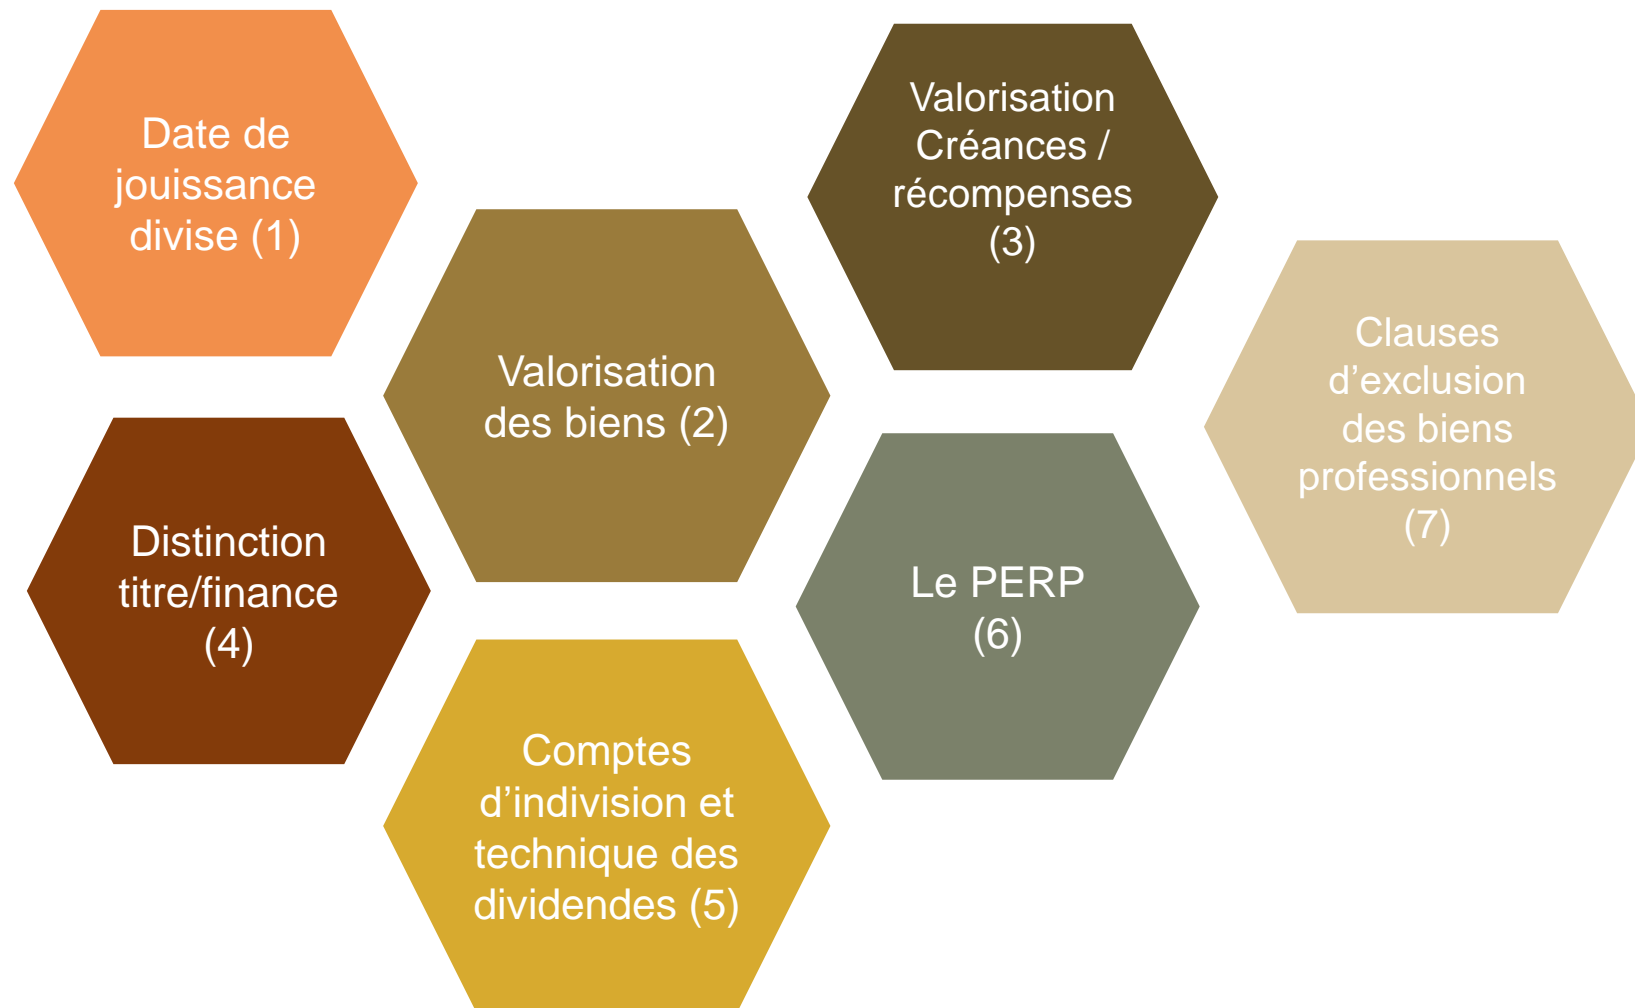 Date de
jouissance
divise (1)
Valorisation
des biens (2)
Valorisation
Créances /
récompenses
(3)
Distinction
titre/finance
(4)
Comptes
d’indivision et
technique des
dividendes (5)
Le PERP
(6)
Clauses
d’exclusion
des biens
professionnels
(7)